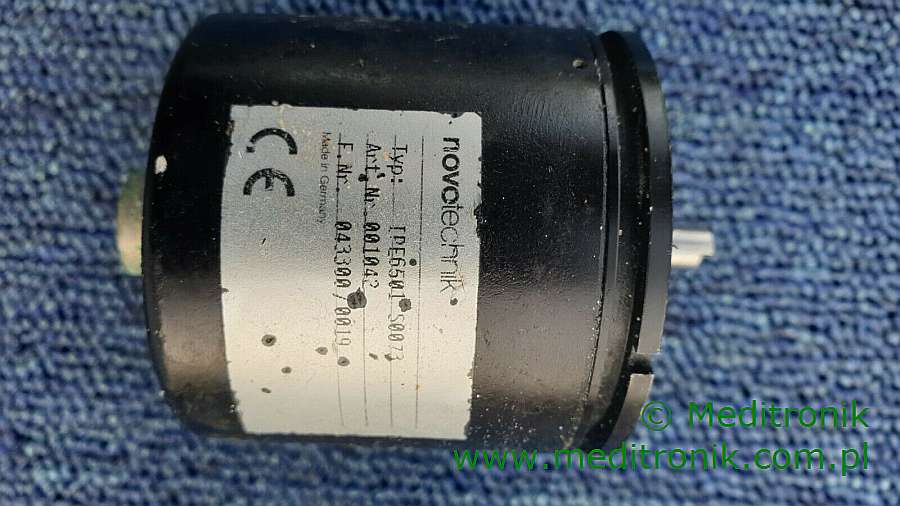 novotechnik
Typ: IPE6501 S0073
Art.Nr.001042
E.Nr. 043300/0019
Made in Germany
CE
© Meditronik
www.meditronik.com.pl